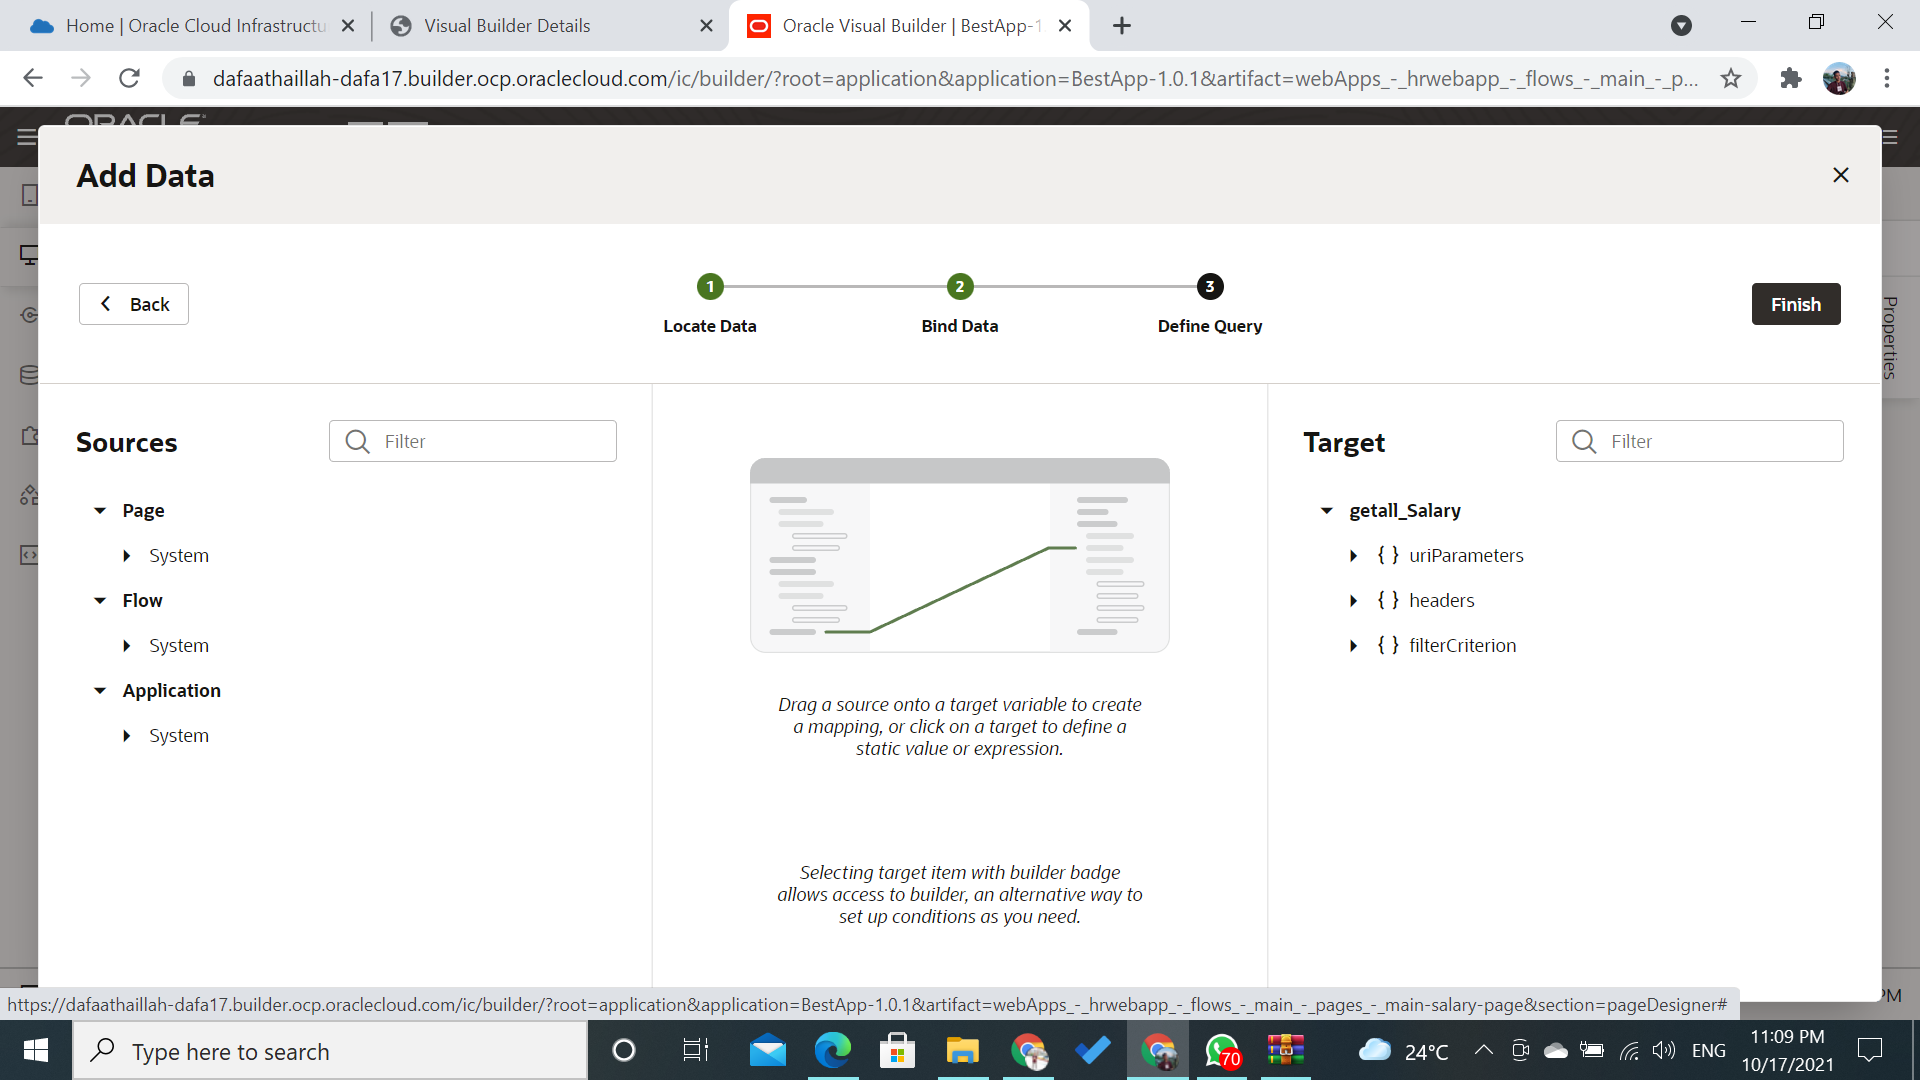 Home | Oracle Cloud Infrastructu
Visual Builder Details
Oracle Visual Builder | BestApp-1
dafaathaillah-dafa17.builder.ocp.oraclecloud.com/ic/builder/?root=application&application=BestApp-1.0.1&artifact=webApps_-_hrwebapp_-_flows_-_main_-_p...
ORACLE
Add Data
Back
1
2
3
Locate Data
Bind Data
Define Query
Finish
Properties
Sources
Filter
Target
Filter
Page
System
Flow
System
Application
System
getall_Salary
{ } uriParameters
{ } headers
{ } filterCriterion
Drag a source onto a target variable to create
a mapping, or click on a target to define a
static value or expression.
Selecting target item with builder badge
allows access to builder, an alternative way to
set up conditions as you need.
https://dafaathaillah-dafa17.builder.ocp.oraclecloud.com/ic/builder/?root=application&application=BestApp-1.0.1&artifact=webApps_-_hrwebapp_-_flows_-_main_-_pages_-_main-salary-page&section=pageDesigner#
PM
Type here to search
70
24°C
ENG
11:09 PM
10/17/2021